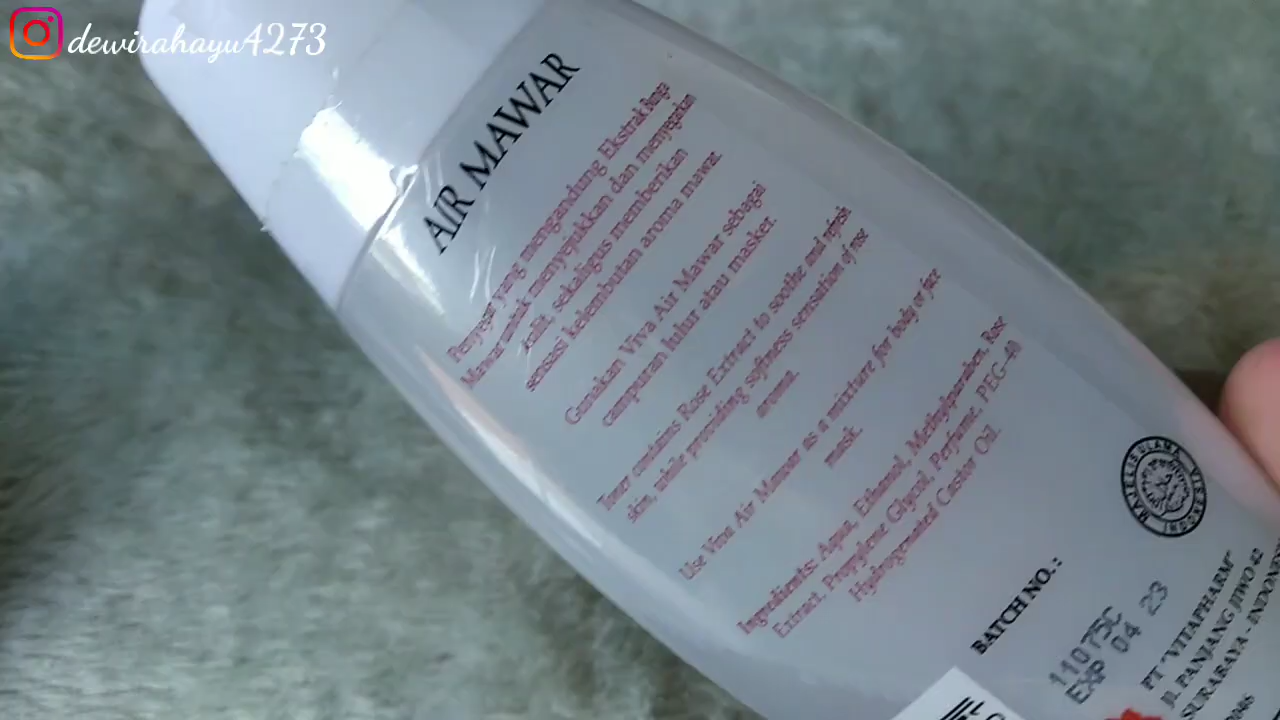 dewirahayu4273
AIR MAWAR
Penyegar yang mengandung Ekstrak Bunga
Mawar untuk menyejukkan dan menyegarkan
kulit sekaligus memberikan
sensasi kelembutan aroma mawar.
Gunakan Viva Air Mawar sebagai
campuran lulur atau masker.
Toner contains Rose Extract to soothe and refresh
skin, while providing softness sensation of rose
aroma.
Use Viva Air Mawar as a mixture for body or face
mask.
Ingredients: Aqua, Ethanol, Methylparaben, Rose
Extract, Propylene Glycol, Perfume, PEG-40
Hydrogenated Castor Oil.
MAJELIS ULAMA INDONESIA
BATCH NO. :
11075C
EXP 04 23
PT "VITAPHARM"
Jl. PANJANG JIWO 42
SURABAYA - INDONE